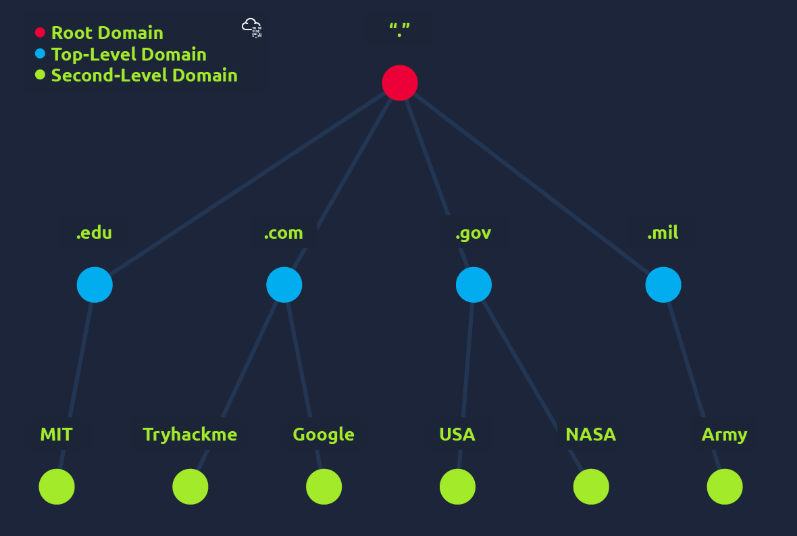 Root Domain
Top-Level Domain
Second-Level Domain
“.”
.edu
.com
.gov
.mil
MIT
Tryhackme
Google
USA
NASA
Army